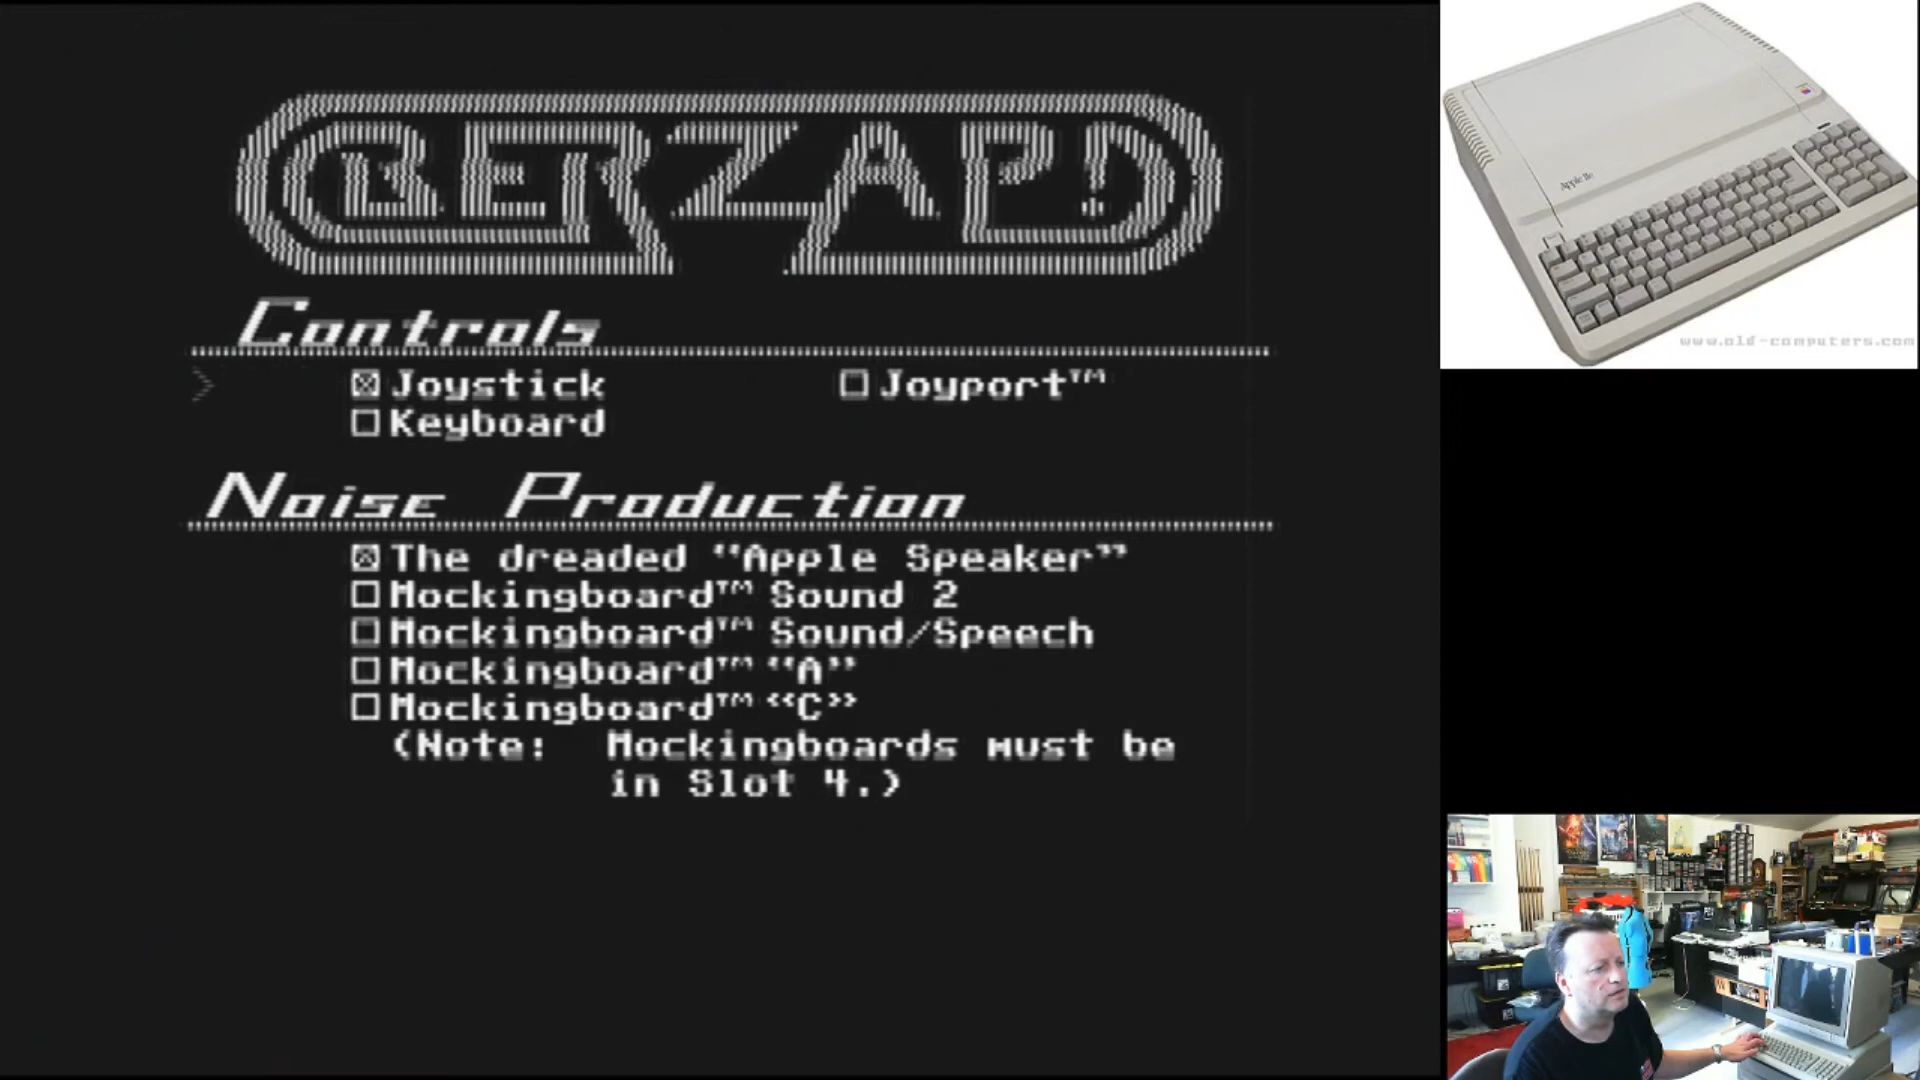 BERZAP!
Controls
Joystick
Joyport™
Keyboard
Noise Production
The dreaded "Apple Speaker"
Mockingboard™ Sound 2
Mockingboard™ Sound/Speech
Mockingboard™ "A"
Mockingboard™ "C"
(Note: Mockingboards must be
in Slot 4.)
Apple IIe
www.old-computers.com